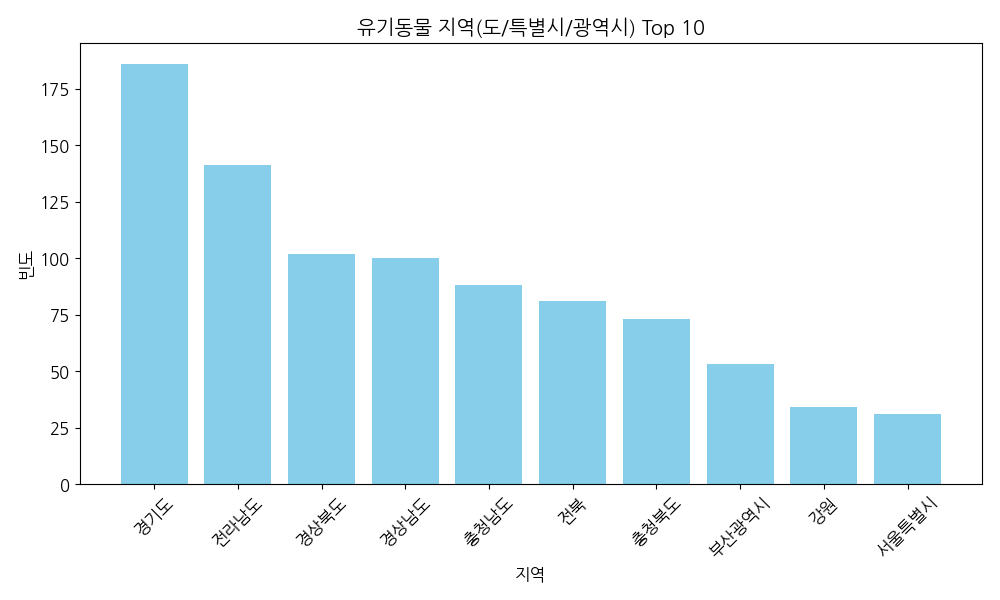 유기동물 지역(도/특별시/광역시) Top 10
빈도
175
150
125
100
75
50
25
0
경기도
전라남도
경상북도
경상남도
충청남도
전북
충청북도
부산광역시
강원
서울특별시
지역